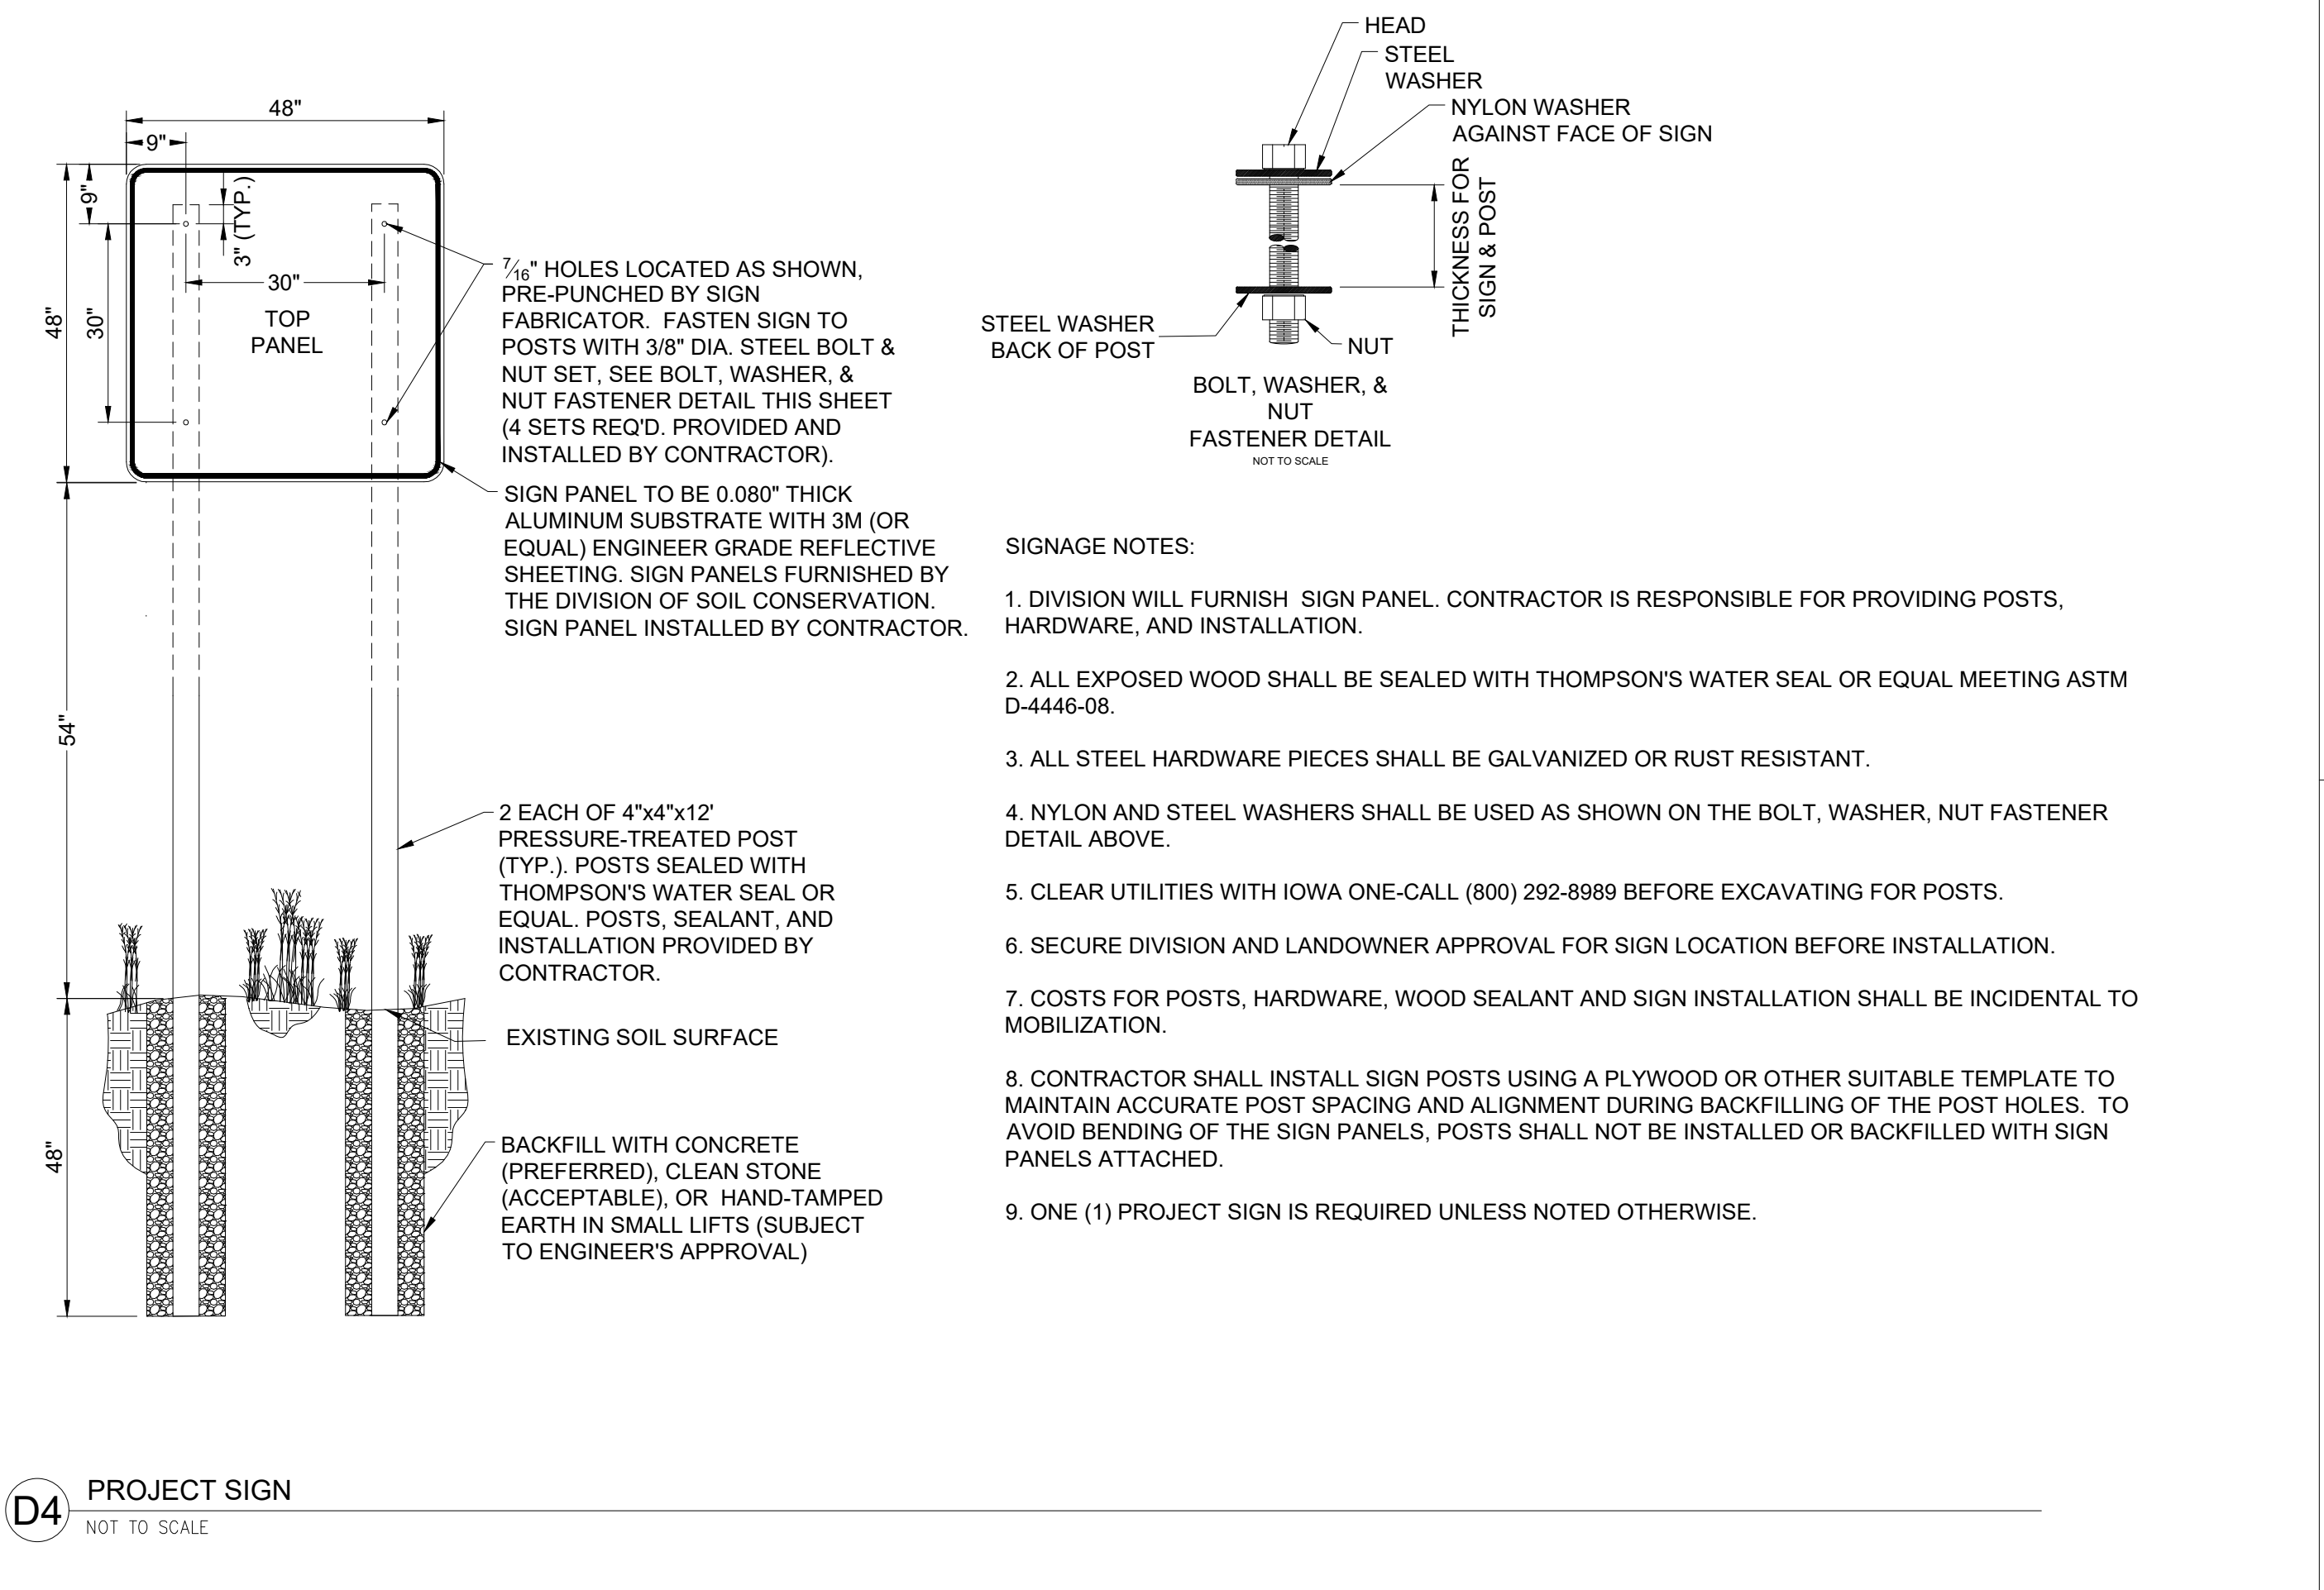 48"
9"
9"
3" (TYP.)
30"
48"
30"
TOP
PANEL
7/16" HOLES LOCATED AS SHOWN,
PRE-PUNCHED BY SIGN
FABRICATOR.  FASTEN SIGN TO
POSTS WITH 3/8" DIA. STEEL BOLT &
NUT SET, SEE BOLT, WASHER, &
NUT FASTENER DETAIL THIS SHEET
(4 SETS REQ'D. PROVIDED AND
INSTALLED BY CONTRACTOR).
SIGN PANEL TO BE 0.080" THICK
ALUMINUM SUBSTRATE WITH 3M (OR
EQUAL) ENGINEER GRADE REFLECTIVE
SHEETING. SIGN PANELS FURNISHED BY
THE DIVISION OF SOIL CONSERVATION.
SIGN PANEL INSTALLED BY CONTRACTOR.
54"
2 EACH OF 4"x4"x12'
PRESSURE-TREATED POST
(TYP.). POSTS SEALED WITH
THOMPSON'S WATER SEAL OR
EQUAL. POSTS, SEALANT, AND
INSTALLATION PROVIDED BY
CONTRACTOR.
EXISTING SOIL SURFACE
48"
BACKFILL WITH CONCRETE
(PREFERRED), CLEAN STONE
(ACCEPTABLE), OR  HAND-TAMPED
EARTH IN SMALL LIFTS (SUBJECT
TO ENGINEER'S APPROVAL)
HEAD
STEEL
WASHER
NYLON WASHER
AGAINST FACE OF SIGN
THICKNESS FOR
SIGN & POST
STEEL WASHER
BACK OF POST
NUT
BOLT, WASHER, &
NUT
FASTENER DETAIL
NOT TO SCALE
SIGNAGE NOTES:
1. DIVISION WILL FURNISH  SIGN PANEL. CONTRACTOR IS RESPONSIBLE FOR PROVIDING POSTS,
HARDWARE, AND INSTALLATION.
2. ALL EXPOSED WOOD SHALL BE SEALED WITH THOMPSON'S WATER SEAL OR EQUAL MEETING ASTM
D-4446-08.
3. ALL STEEL HARDWARE PIECES SHALL BE GALVANIZED OR RUST RESISTANT.
4. NYLON AND STEEL WASHERS SHALL BE USED AS SHOWN ON THE BOLT, WASHER, NUT FASTENER
DETAIL ABOVE.
5. CLEAR UTILITIES WITH IOWA ONE-CALL (800) 292-8989 BEFORE EXCAVATING FOR POSTS.
6. SECURE DIVISION AND LANDOWNER APPROVAL FOR SIGN LOCATION BEFORE INSTALLATION.
7. COSTS FOR POSTS, HARDWARE, WOOD SEALANT AND SIGN INSTALLATION SHALL BE INCIDENTAL TO
MOBILIZATION.
8. CONTRACTOR SHALL INSTALL SIGN POSTS USING A PLYWOOD OR OTHER SUITABLE TEMPLATE TO
MAINTAIN ACCURATE POST SPACING AND ALIGNMENT DURING BACKFILLING OF THE POST HOLES.  TO
AVOID BENDING OF THE SIGN PANELS, POSTS SHALL NOT BE INSTALLED OR BACKFILLED WITH SIGN
PANELS ATTACHED.
9. ONE (1) PROJECT SIGN IS REQUIRED UNLESS NOTED OTHERWISE.
D4
PROJECT SIGN
NOT TO SCALE